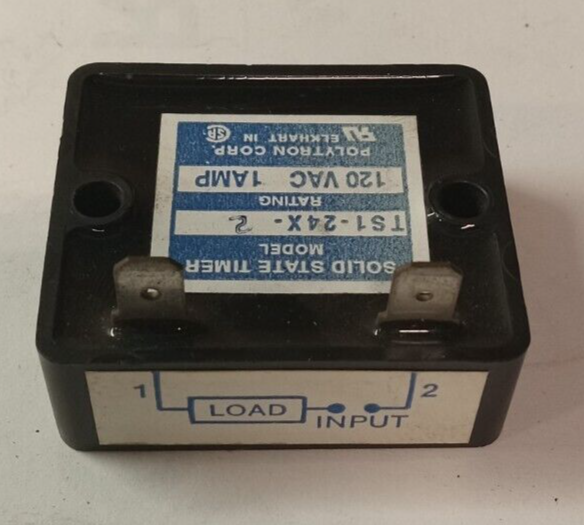 SOLID STATE TIMER
MODEL
TS1-24X-2
RATING
120 VAC 1AMP
POLYTRON CORP.
ELKHART IN
1 LOAD INPUT 2